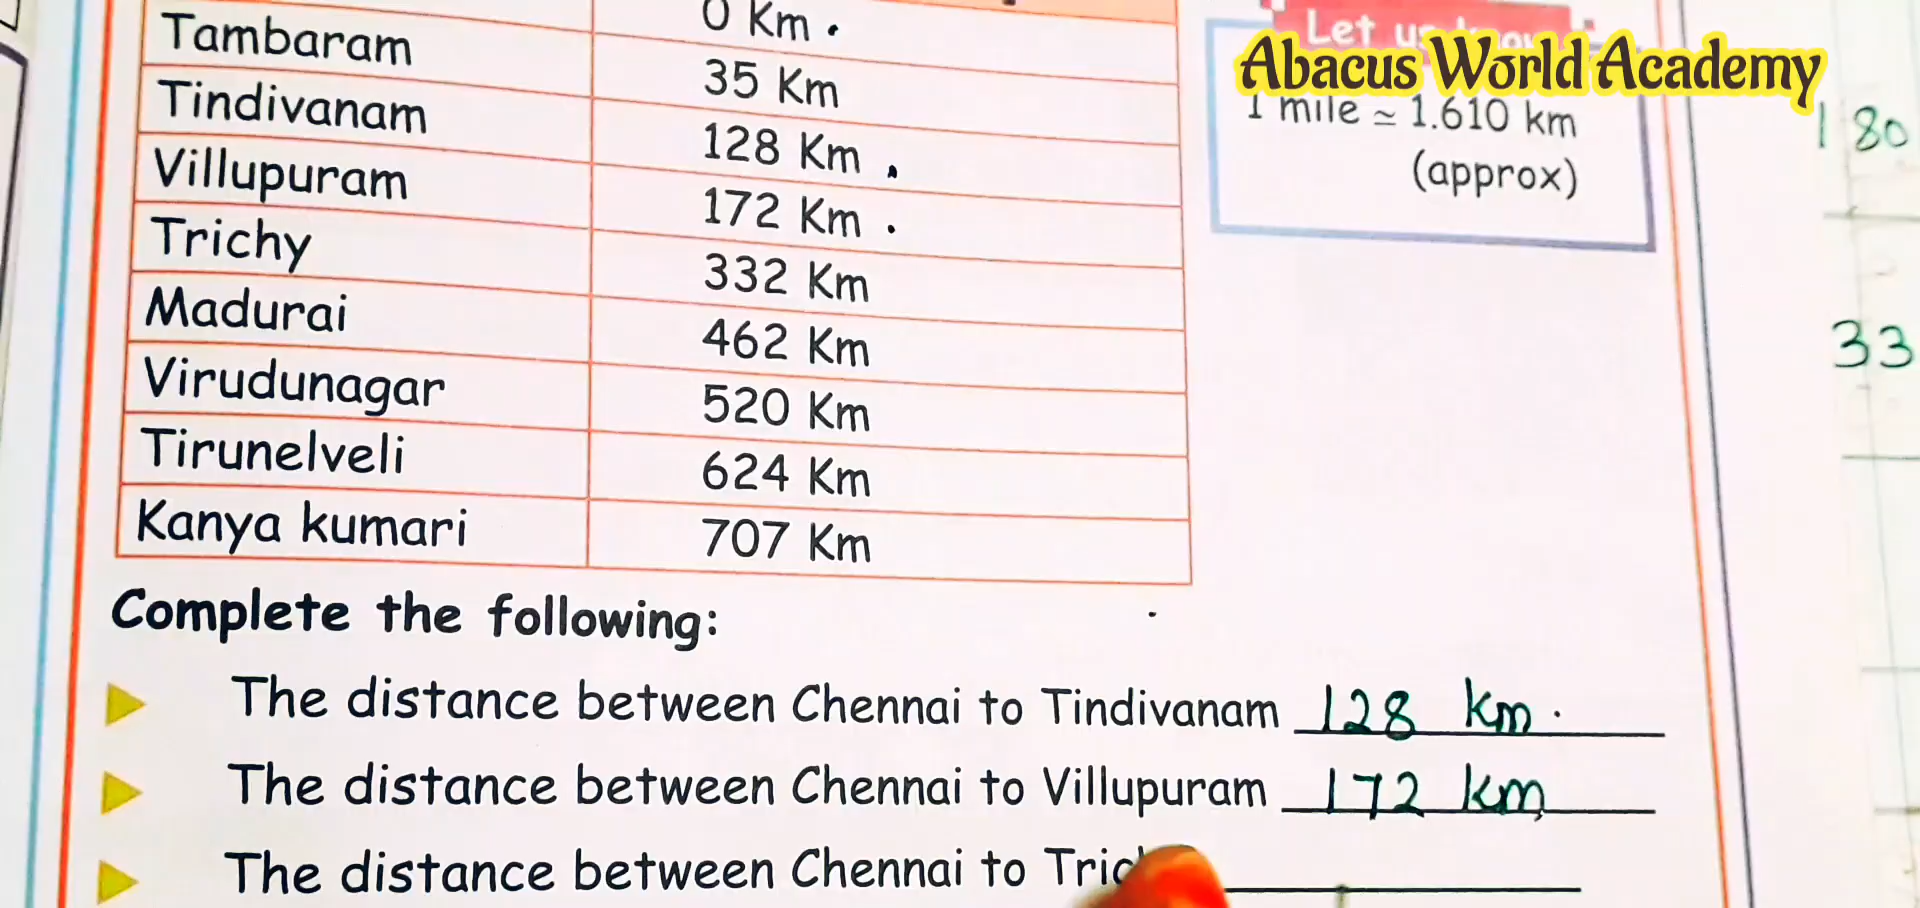 0 Km .
Tambaram 35 Km
Tindivanam 128 Km
Villupuram 172 Km .
Trichy 332 Km
Madurai 462 Km
Virudunagar 520 Km
Tirunelveli 624 Km
Kanya kumari 707 Km
Let us
Abacus World Academy
1 mile ≃ 1.610 km
(approx)
180
33
Complete the following:
The distance between Chennai to Tindivanam 128 km .
The distance between Chennai to Villupuram 172 km
The distance between Chennai to